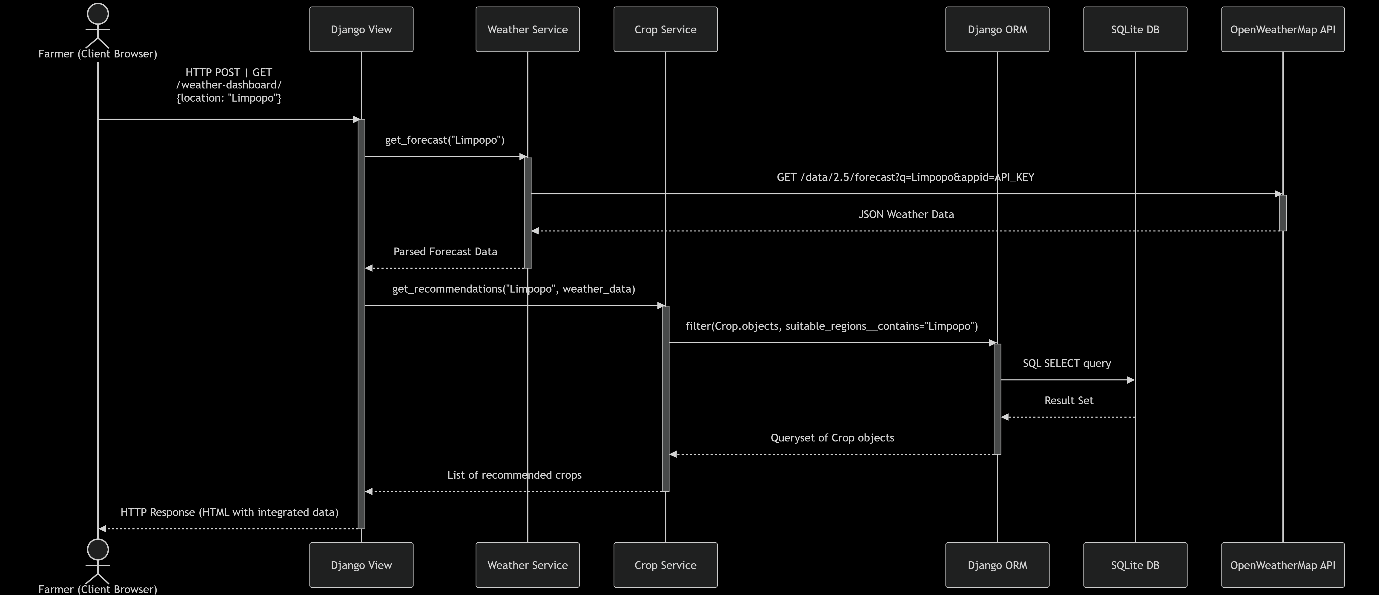 Farmer (Client Browser)
Django View
Weather Service
Crop Service
Django ORM
SQLite DB
OpenWeatherMap API
HTTP POST | GET
/weather-dashboard/
{location: "Limpopo"}
get_forecast("Limpopo")
GET /data/2.5/forecast?q=Limpopo&appid=API_KEY
JSON Weather Data
Parsed Forecast Data
get_recommendations("Limpopo", weather_data)
filter(Crop.objects, suitable_regions__contains="Limpopo")
SQL SELECT query
Result Set
Queryset of Crop objects
List of recommended crops
HTTP Response (HTML with integrated data)
Farmer (Client Browser)
Django View
Weather Service
Crop Service
Django ORM
SQLite DB
OpenWeatherMap API